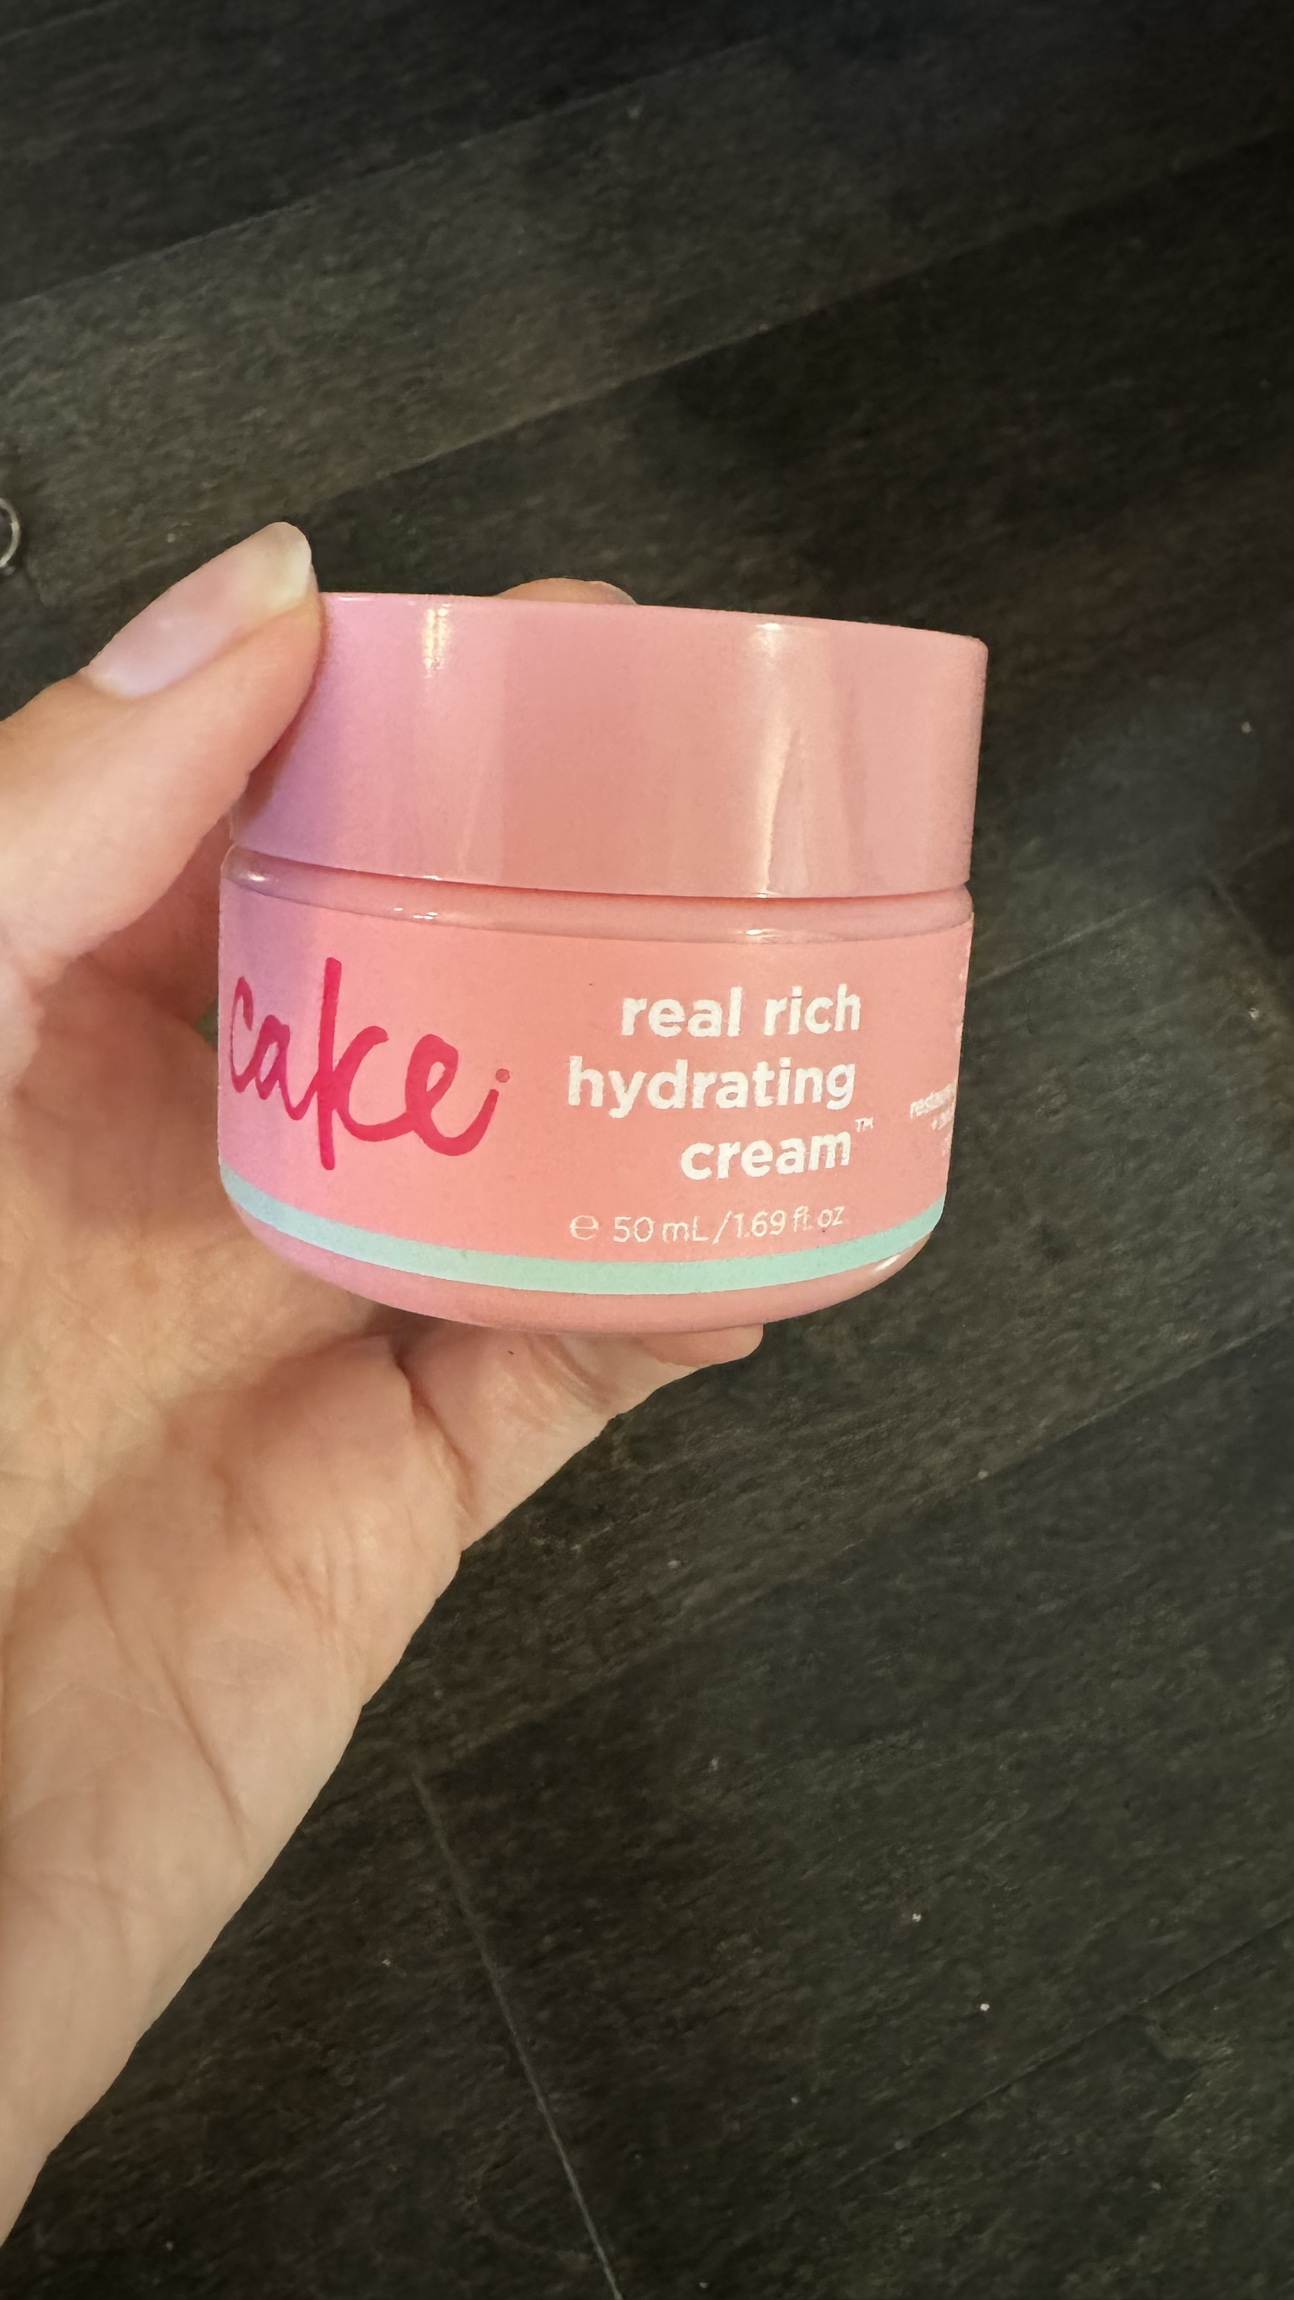 cake
real rich
hydrating
cream™
℮ 50 mL / 1.69 fl. oz